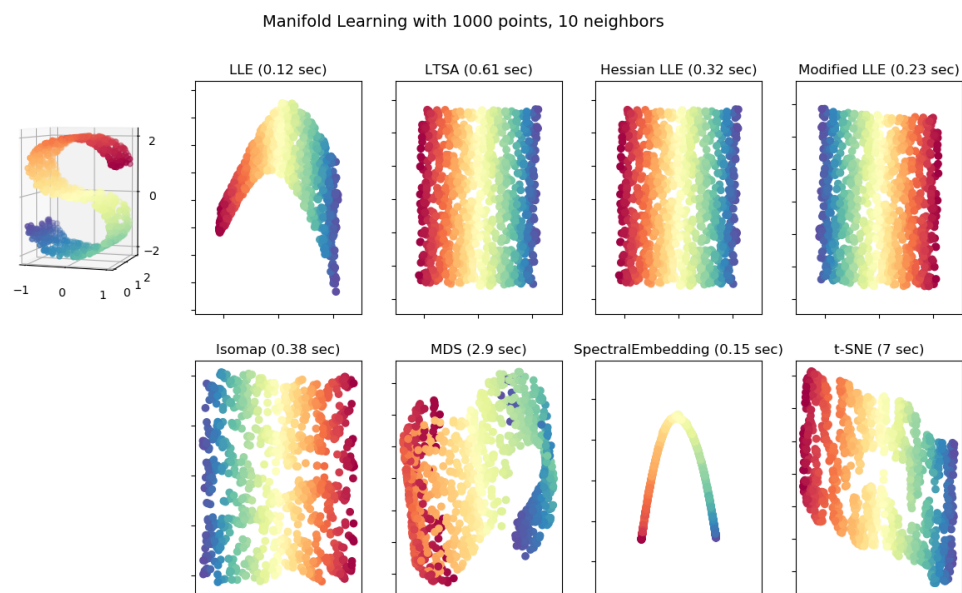 Manifold Learning with 1000 points, 10 neighbors
LLE (0.12 sec)
LTSA (0.61 sec)
Hessian LLE (0.32 sec)
Modified LLE (0.23 sec)
2
0
−2
−1
0
1
0
1
2
Isomap (0.38 sec)
MDS (2.9 sec)
SpectralEmbedding (0.15 sec)
t-SNE (7 sec)